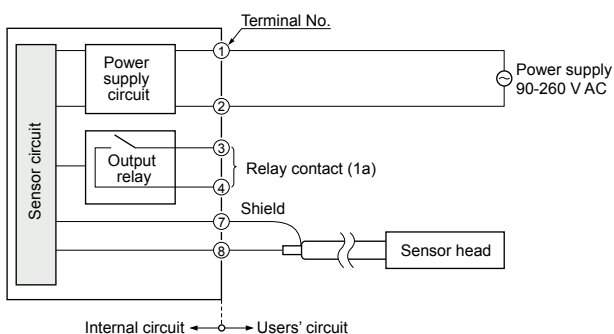 Terminal No.
1
Power
supply
circuit
Power supply
90-260 V AC
2
Sensor circuit
3
Output
relay
Relay contact (1a)
4
7
Shield
8
Sensor head
Internal circuit
Users' circuit